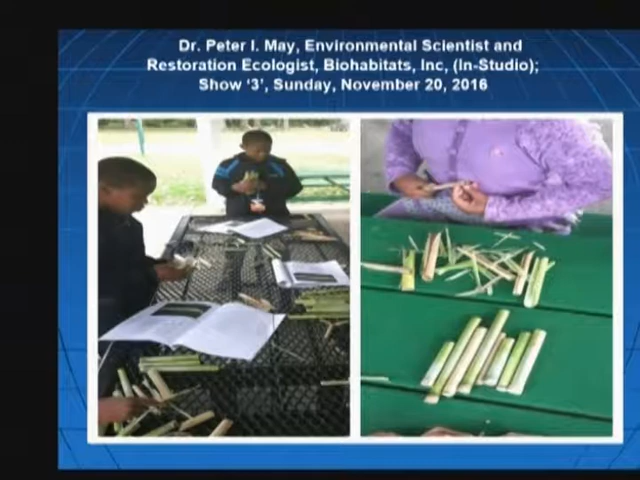 Dr. Peter I. May, Environmental Scientist and
Restoration Ecologist, Biohabitats, Inc, (In-Studio);
Show ‘3’, Sunday, November 20, 2016